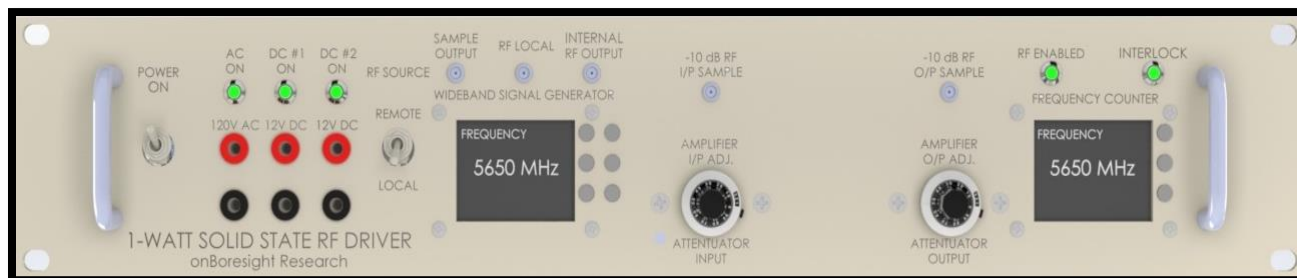 POWER
ON
AC
ON
DC #1
ON
DC #2
ON
120V AC
12V DC
12V DC
1-WATT SOLID STATE RF DRIVER
onBoresight Research
RF SOURCE
REMOTE
LOCAL
SAMPLE
OUTPUT
RF LOCAL
INTERNAL
RF OUTPUT
WIDEBAND SIGNAL GENERATOR
FREQUENCY
5650 MHz
-10 dB RF
I/P SAMPLE
AMPLIFIER
I/P ADJ.
ATTENTUATOR
INPUT
-10 dB RF
O/P SAMPLE
AMPLIFIER
O/P ADJ.
ATTENTUATOR
OUTPUT
RF ENABLED
INTERLOCK
FREQUENCY COUNTER
FREQUENCY
5650 MHz